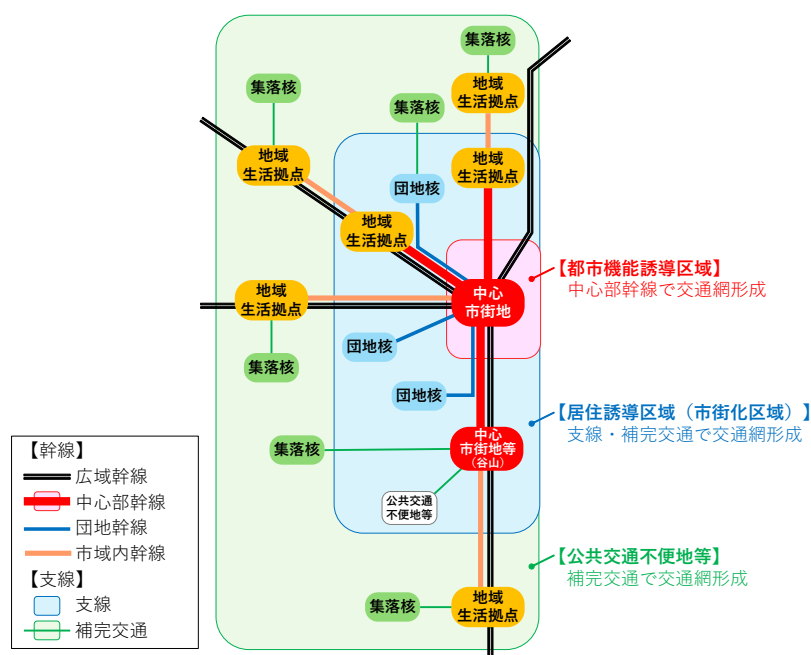 集落核
地域
生活拠点
集落核
集落核
地域
生活拠点
地域
生活拠点
団地核
地域
生活拠点
【都市機能誘導区域】
中心部幹線で交通網形成
中心
市街地
地域
生活拠点
団地核
集落核
団地核
【居住誘導区域（市街化区域）】
支線・補完交通で交通網形成
中心
市街地等
（谷山）
集落核
公共交通
不便地等
【公共交通不便地等】
補完交通で交通網形成
地域
生活拠点
集落核
【幹線】
広域幹線
中心部幹線
団地幹線
市域内幹線
【支線】
支線
補完交通